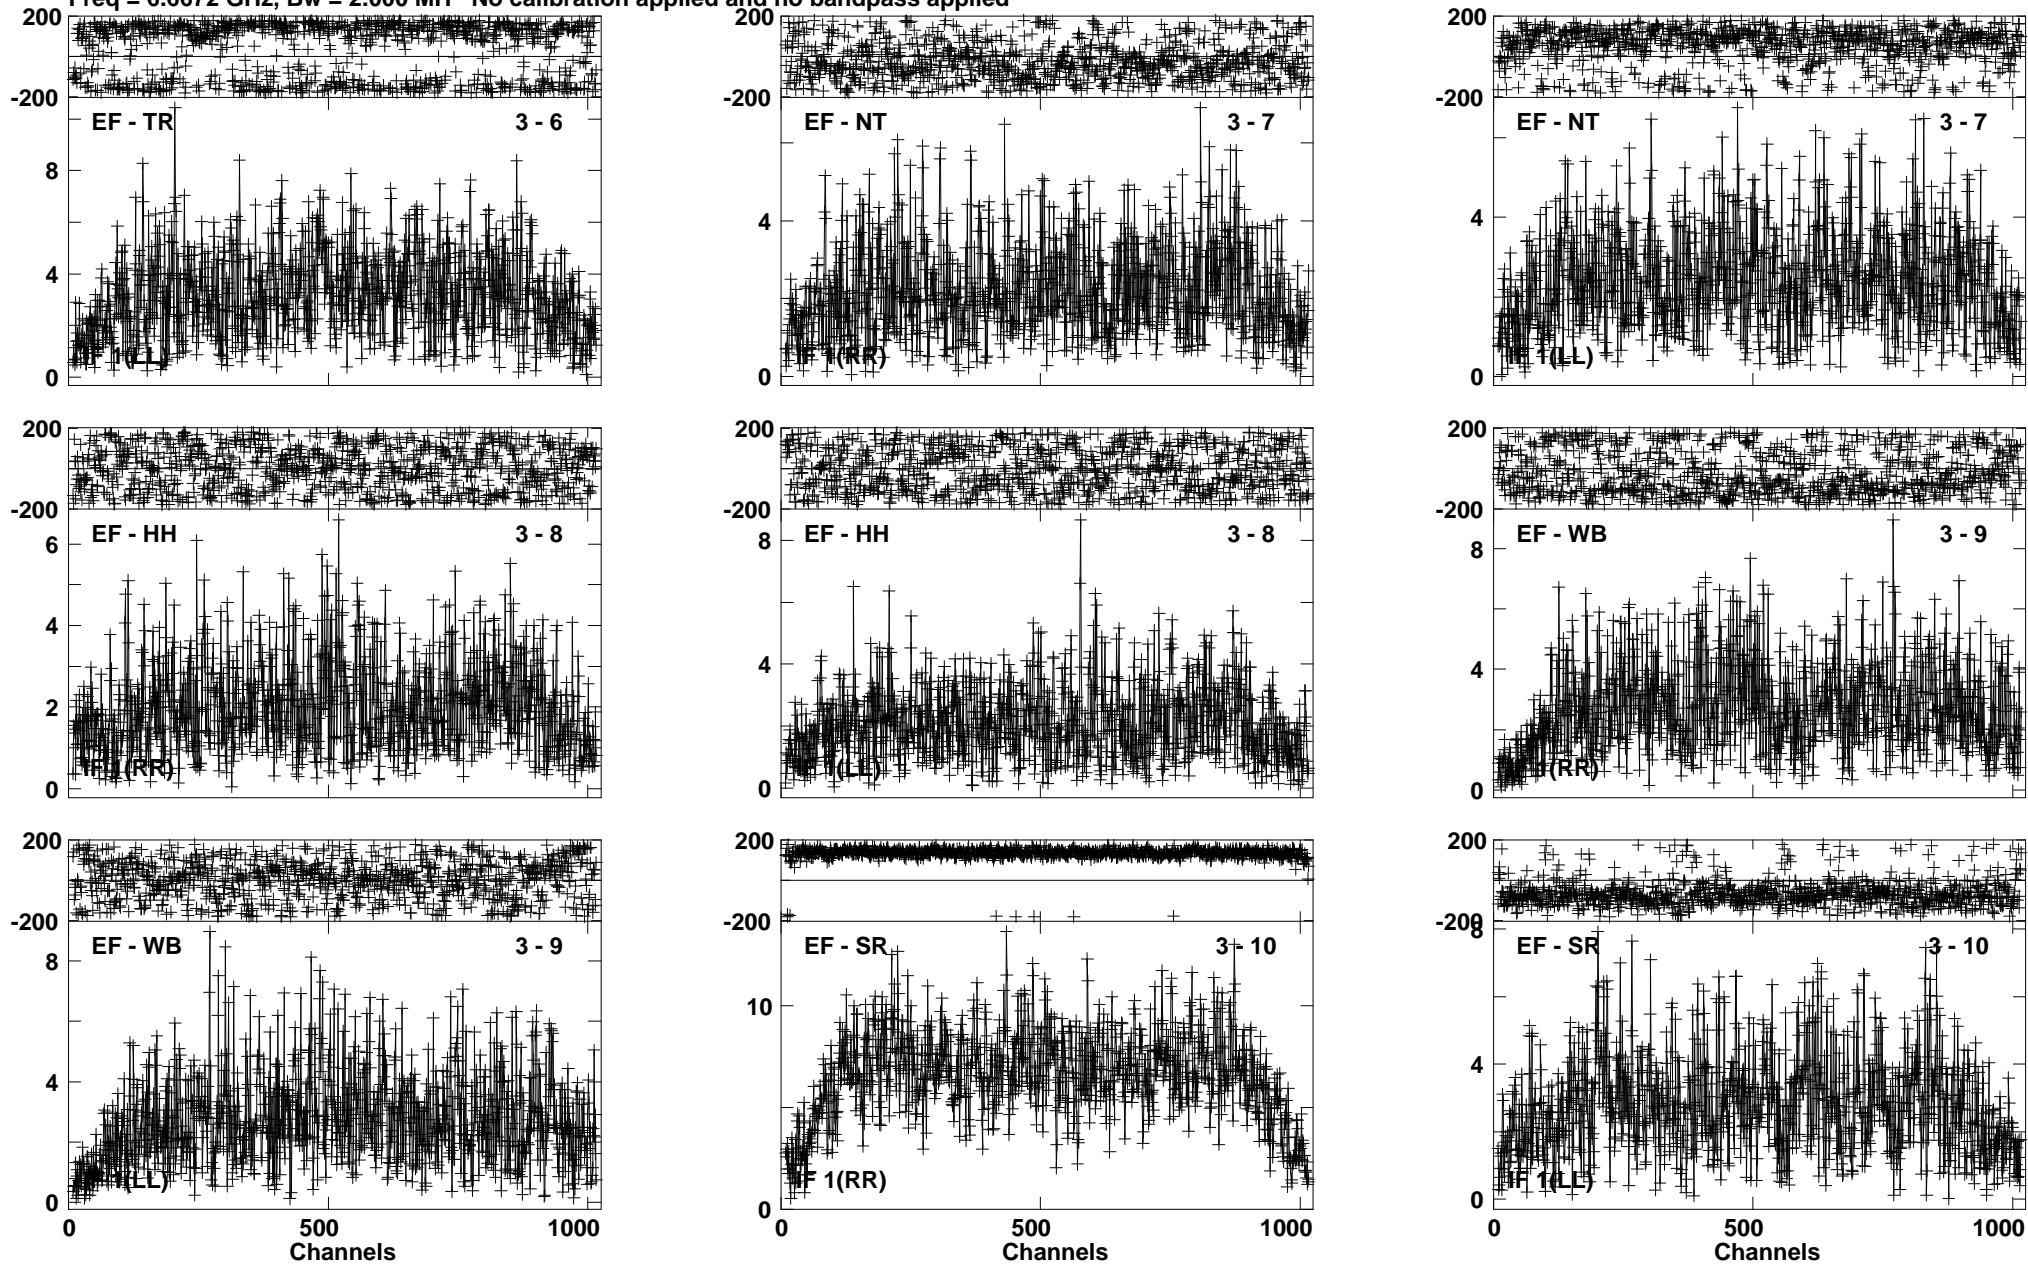 Freq = 6.6672 GHz, Bw = 2.000 MH No calibration applied and no bandpass applied
200 200 200
-200 -200 -200
EF - TR 3 - 6 EF - NT 3 - 7 EF - NT 3 - 7
8
4 4 4
0 0 0
IF 1(LL) IF 1(RR) IF 1(LL)
200 200 200
-200 -200 -200
EF - HH 3 - 8 EF - HH 3 - 8 EF - WB 3 - 9
6 8 8
4 4 4
2
0 0 0
IF 1(RR) IF 1(LL) 1(RR)
200 200 200
-200 -200 -200
EF - WB 3 - 9 EF - SR 3 - 10 EF - SR 3 - 10
8 10 8
4 4
0 0 0
1(LL) IF 1(RR) IF 1(LL)
0 500 1000 0 500 1000 0 500 1000
Channels Channels Channels